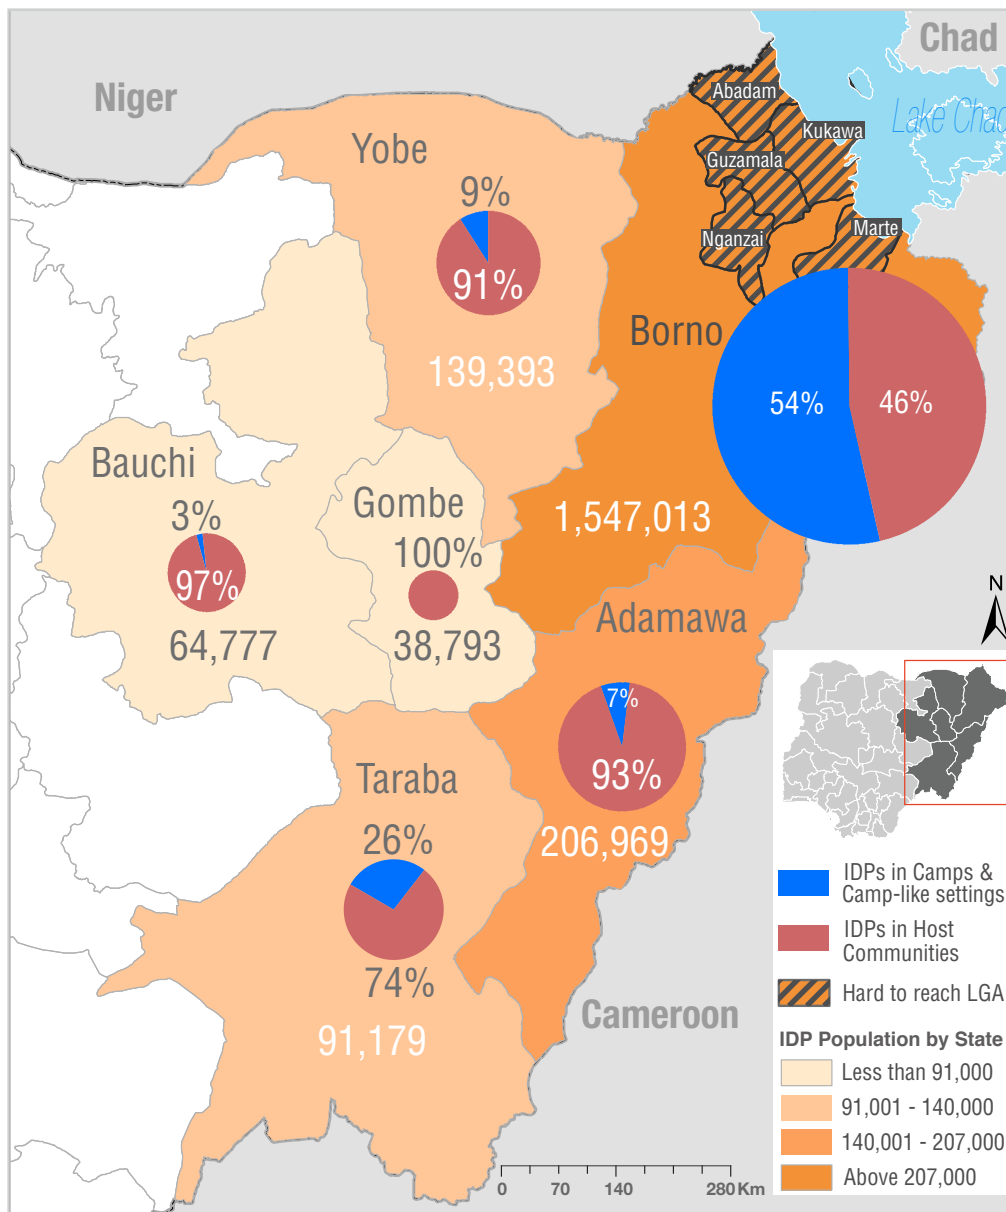 Chad
Niger
Abadam
Lake Chad
Kukawa
Yobe
Guzamala
9%
Marte
Nganzai
91%
Borno
139,393
54%
46%
Bauchi
Gombe
3%
1,547,013
100%
97%
N
Adamawa
64,777
38,793
7%
93%
Taraba
26%
206,969
IDPs in Camps &
Camp-like settings
IDPs in Host
Communities
74%
Hard to reach LGA
Cameroon
91,179
IDP Population by State
Less than 91,000
91,001 - 140,000
140,001 - 207,000
Above 207,000
0 70 140 280 Km